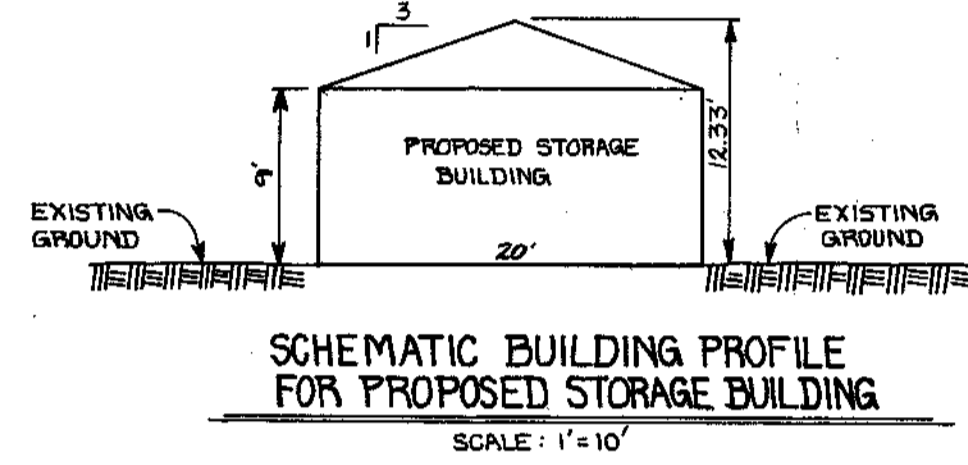 3
1
12.33'
9'
PROPOSED STORAGE
BUILDING
EXISTING
GROUND
20'
EXISTING
GROUND
SCHEMATIC BUILDING PROFILE
FOR PROPOSED STORAGE BUILDING
SCALE : 1'=10'